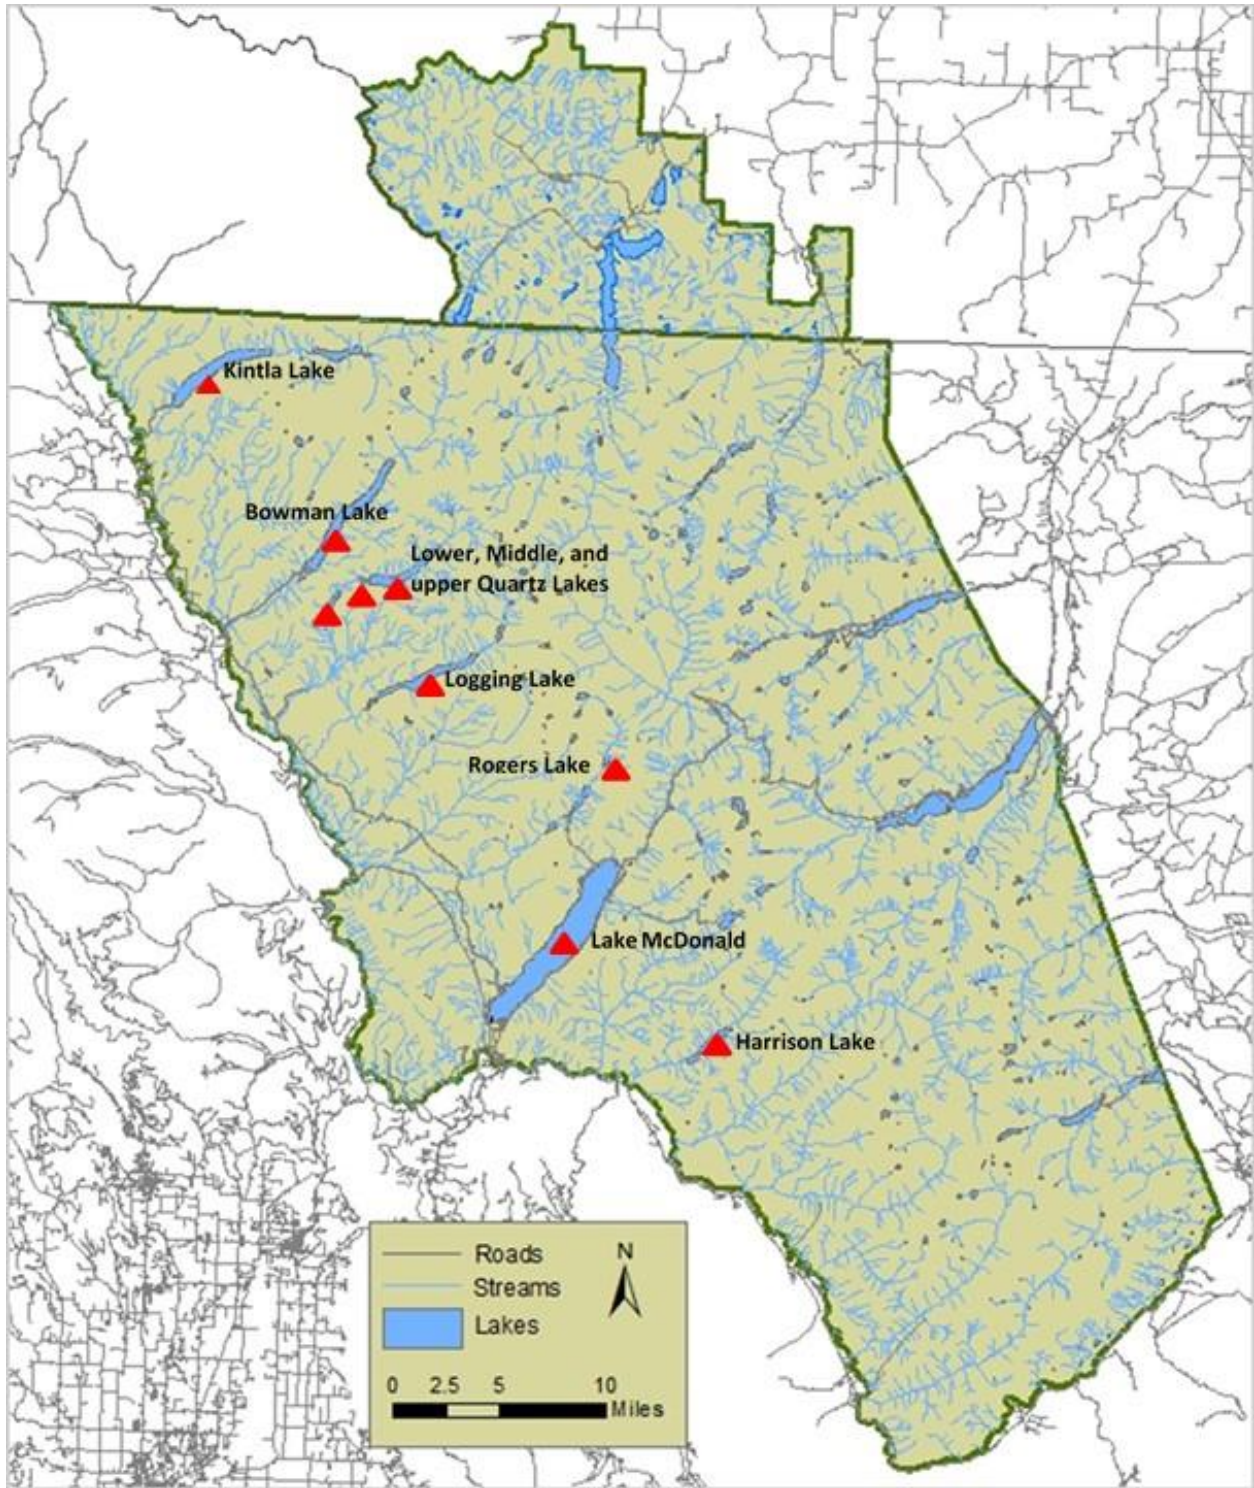 Kintla Lake
Bowman Lake
Lower, Middle, and
upper Quartz Lakes
Logging Lake
Rogers Lake
Lake McDonald
Harrison Lake
Roads
N
Streams
Lakes
0 2.5 5 10
Miles